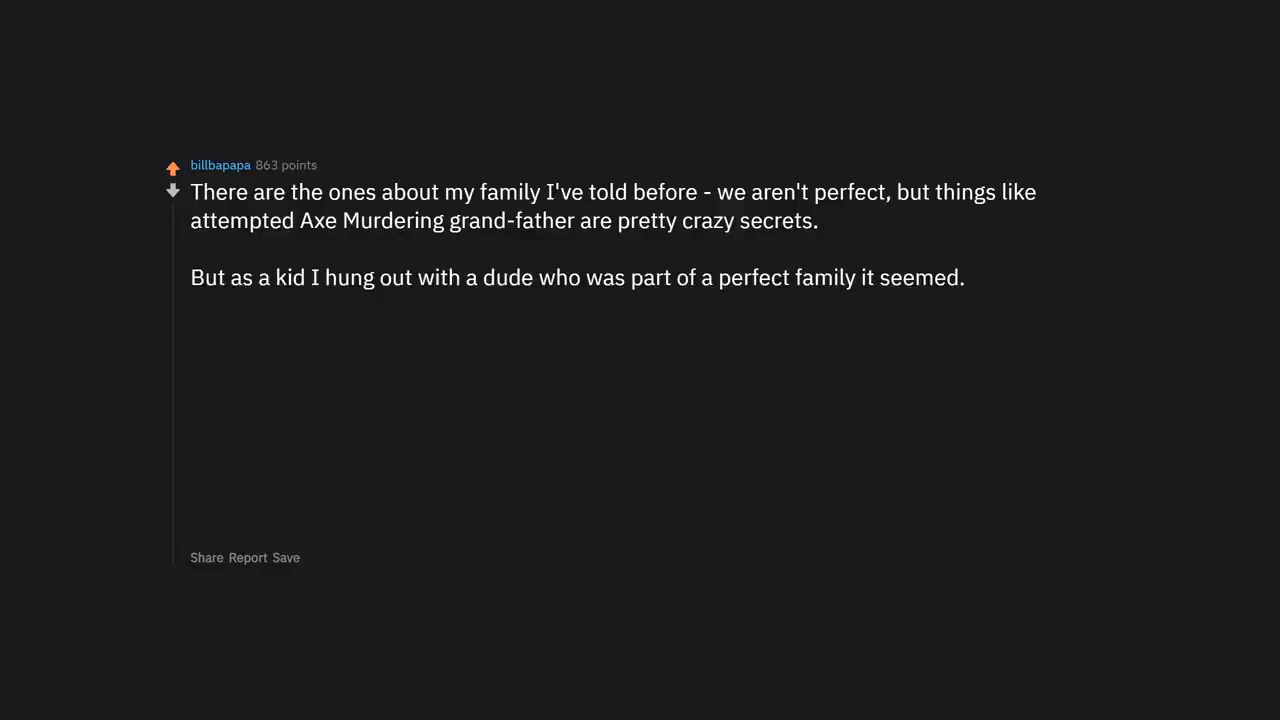 billbapapa 863 points
There are the ones about my family I've told before - we aren't perfect, but things like
attempted Axe Murdering grand-father are pretty crazy secrets.
But as a kid I hung out with a dude who was part of a perfect family it seemed.
Share Report Save